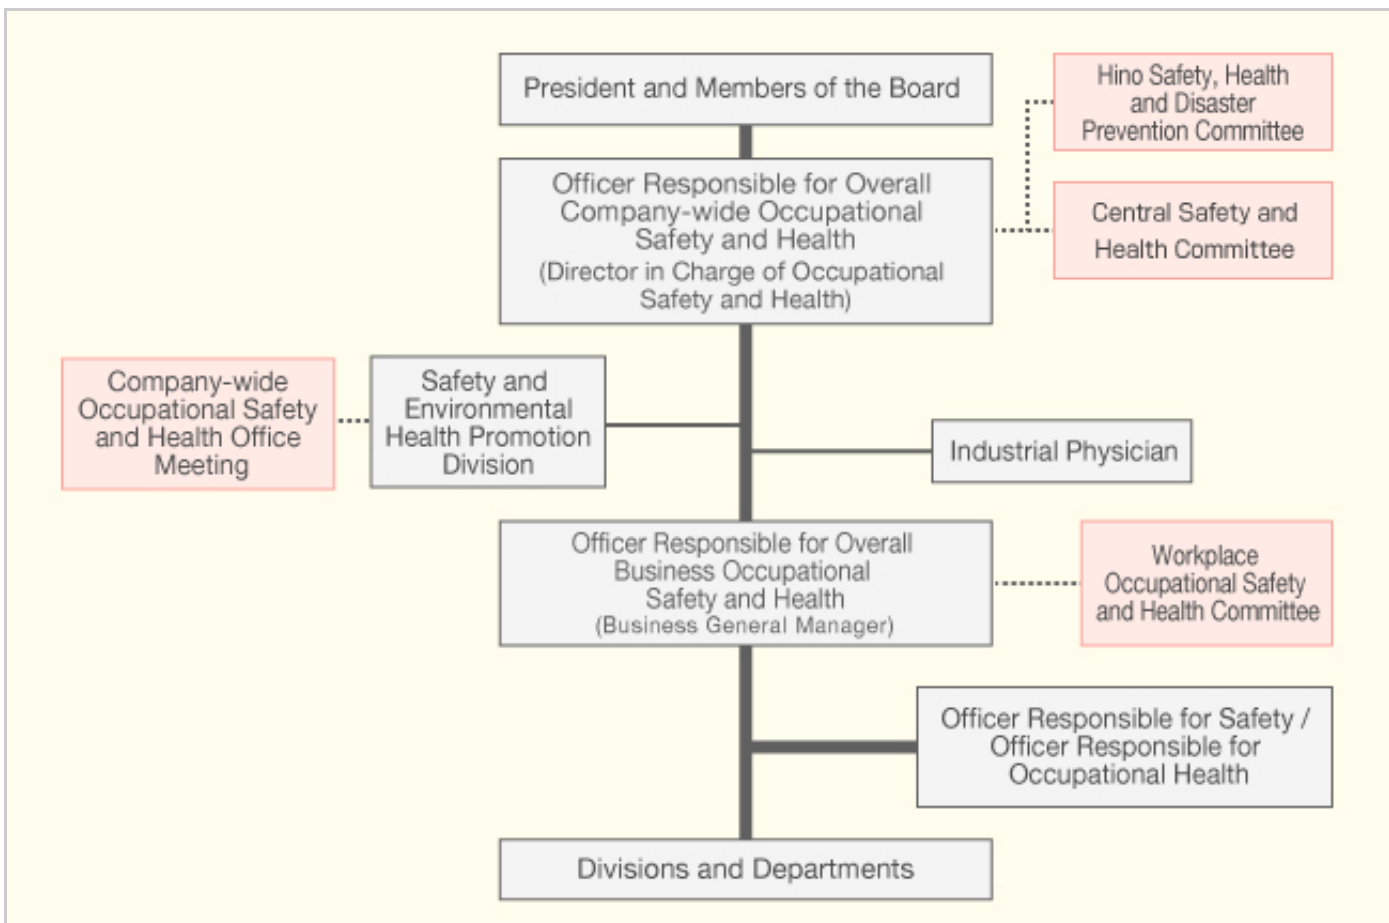 President and Members of the Board
Hino Safety, Health
and Disaster
Prevention Committee
Officer Responsible for Overall
Company-wide Occupational
Safety and Health
(Director in Charge of Occupational
Safety and Health)
Central Safety and
Health Committee
Company-wide
Occupational Safety
and Health Office
Meeting
Safety and
Environmental
Health Promotion
Division
Industrial Physician
Officer Responsible for Overall
Business Occupational
Safety and Health
(Business General Manager)
Workplace
Occupational Safety
and Health Committee
Officer Responsible for Safety /
Officer Responsible for
Occupational Health
Divisions and Departments